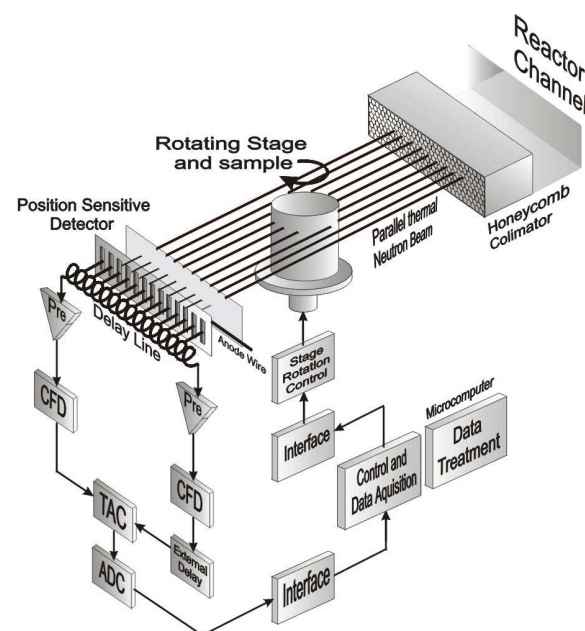 Reactor
Channel
Rotating Stage
and sample
Position Sensitive
Detector
Honeycomb
Colimator
Parallel thermal
Neutron Beam
Pre
Delay Line
Anode Wire
Stage
Rotation
Control
Pre
CFD
Microcomputer
Interface
Data
Treatment
Control and
Data Aquisition
CFD
TAC
External
Delay
ADC
Interface